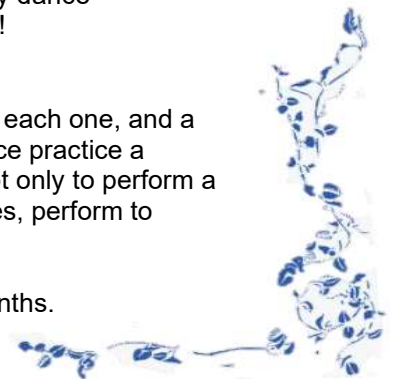 dance
!
each one, and a
ce practice a
t only to perform a
es, perform to
nths.